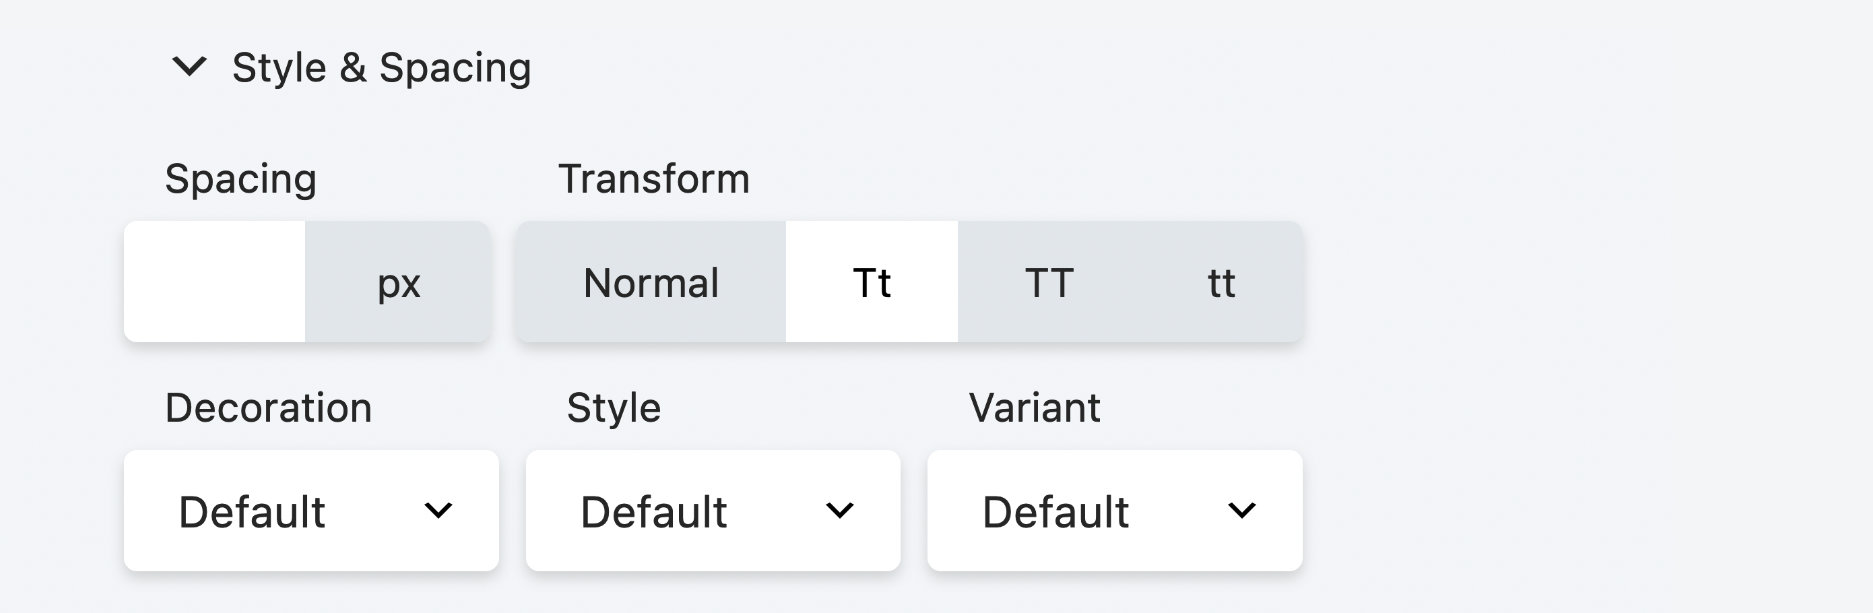 Style & Spacing
Spacing Transform
px Normal Tt TT tt
Decoration Style Variant
Default Default Default